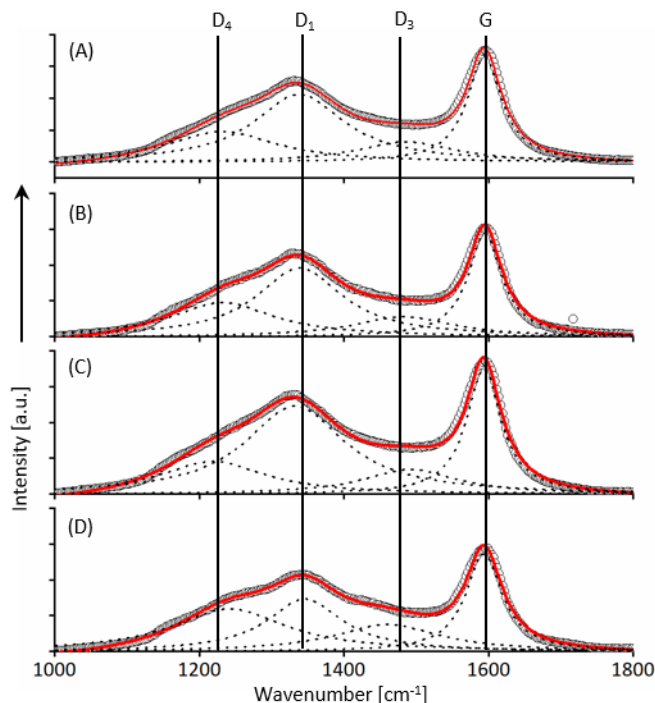 D₄ D₁ D₃ G
(A)
(B)
(C)
(D)
Intensity [a.u.]
1000 1200 1400 1600 1800
Wavenumber [cm⁻¹]